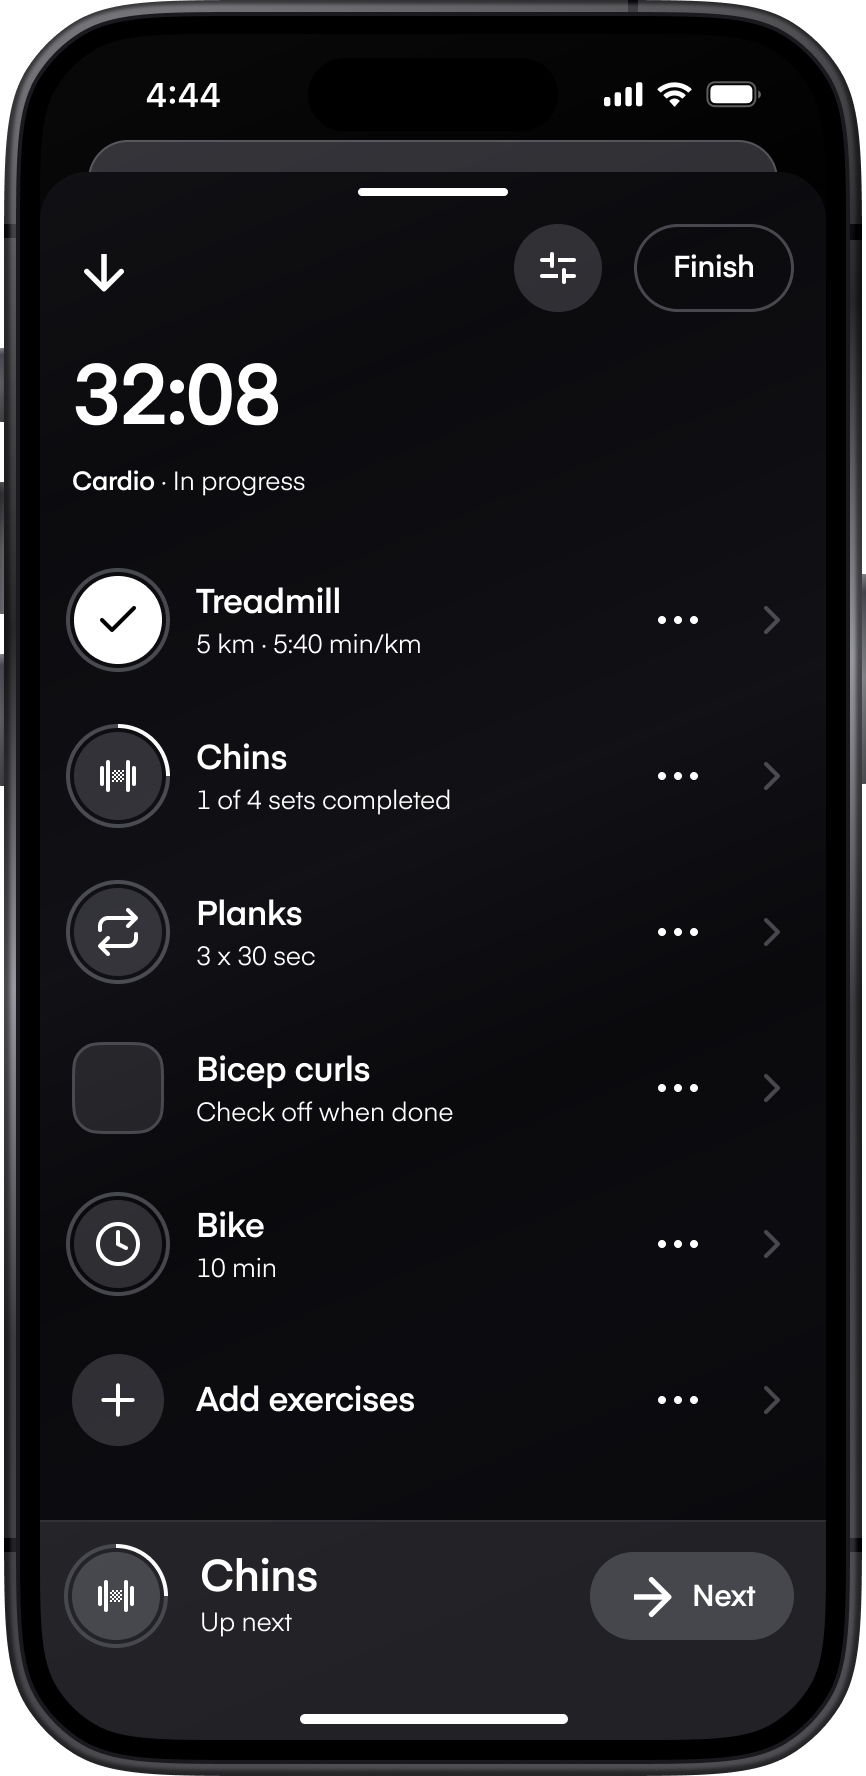 4:44
Finish
32:08
Cardio · In progress
Treadmill
5 km · 5:40 min/km
Chins
1 of 4 sets completed
Planks
3 x 30 sec
Bicep curls
Check off when done
Bike
10 min
Add exercises
Chins
Up next
Next